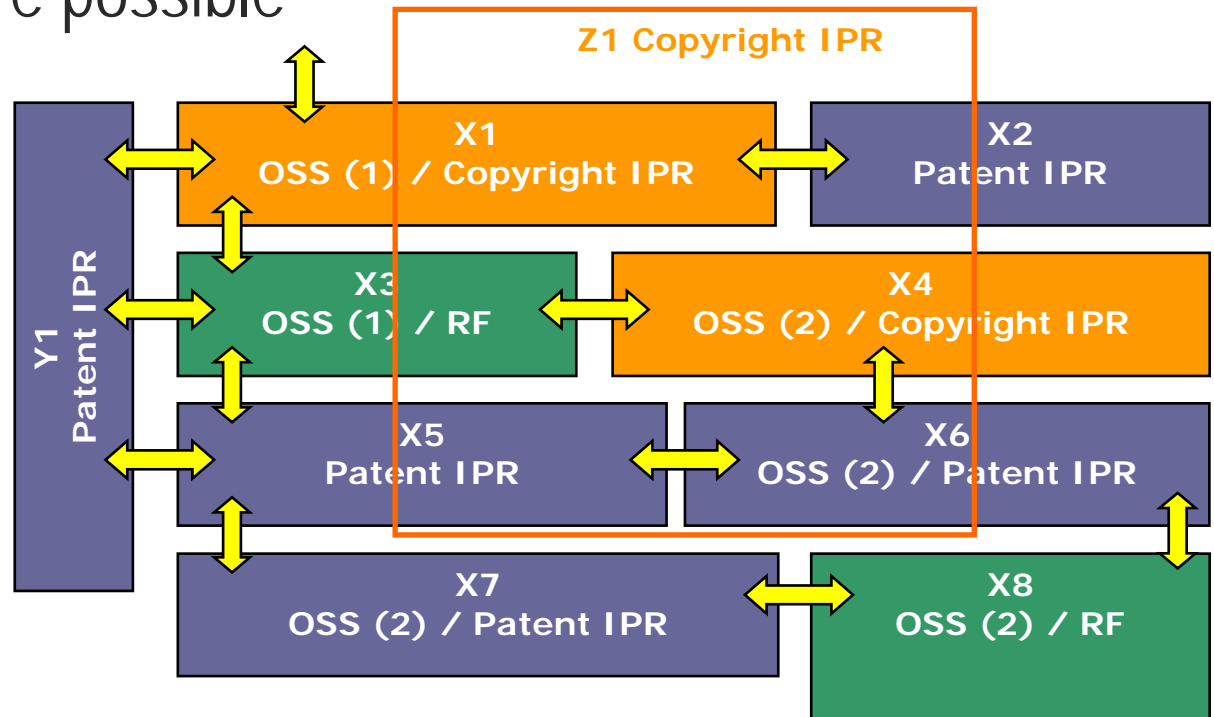 e possible
Z1 Copyright IPR
X1
OSS (1) / Copyright IPR
X2
Patent IPR
Y1
Patent IPR
X3
OSS (1) / RF
X4
OSS (2) / Copyright IPR
X5
Patent IPR
X6
OSS (2) / Patent IPR
X7
OSS (2) / Patent IPR
X8
OSS (2) / RF